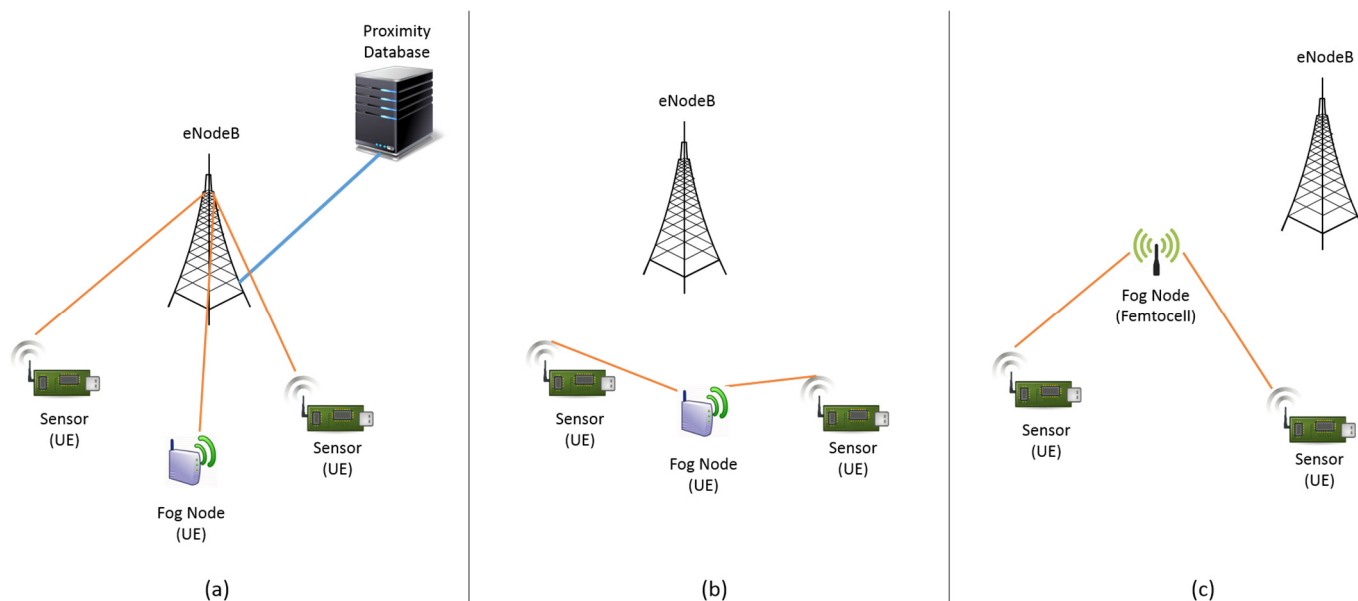 Proximity
Database
eNodeB
Sensor
(UE)
Sensor
(UE)
Fog Node
(UE)
(a)
eNodeB
Sensor
(UE)
Fog Node
(UE)
Sensor
(UE)
(b)
eNodeB
Fog Node
(Femtocell)
Sensor
(UE)
Sensor
(UE)
(c)